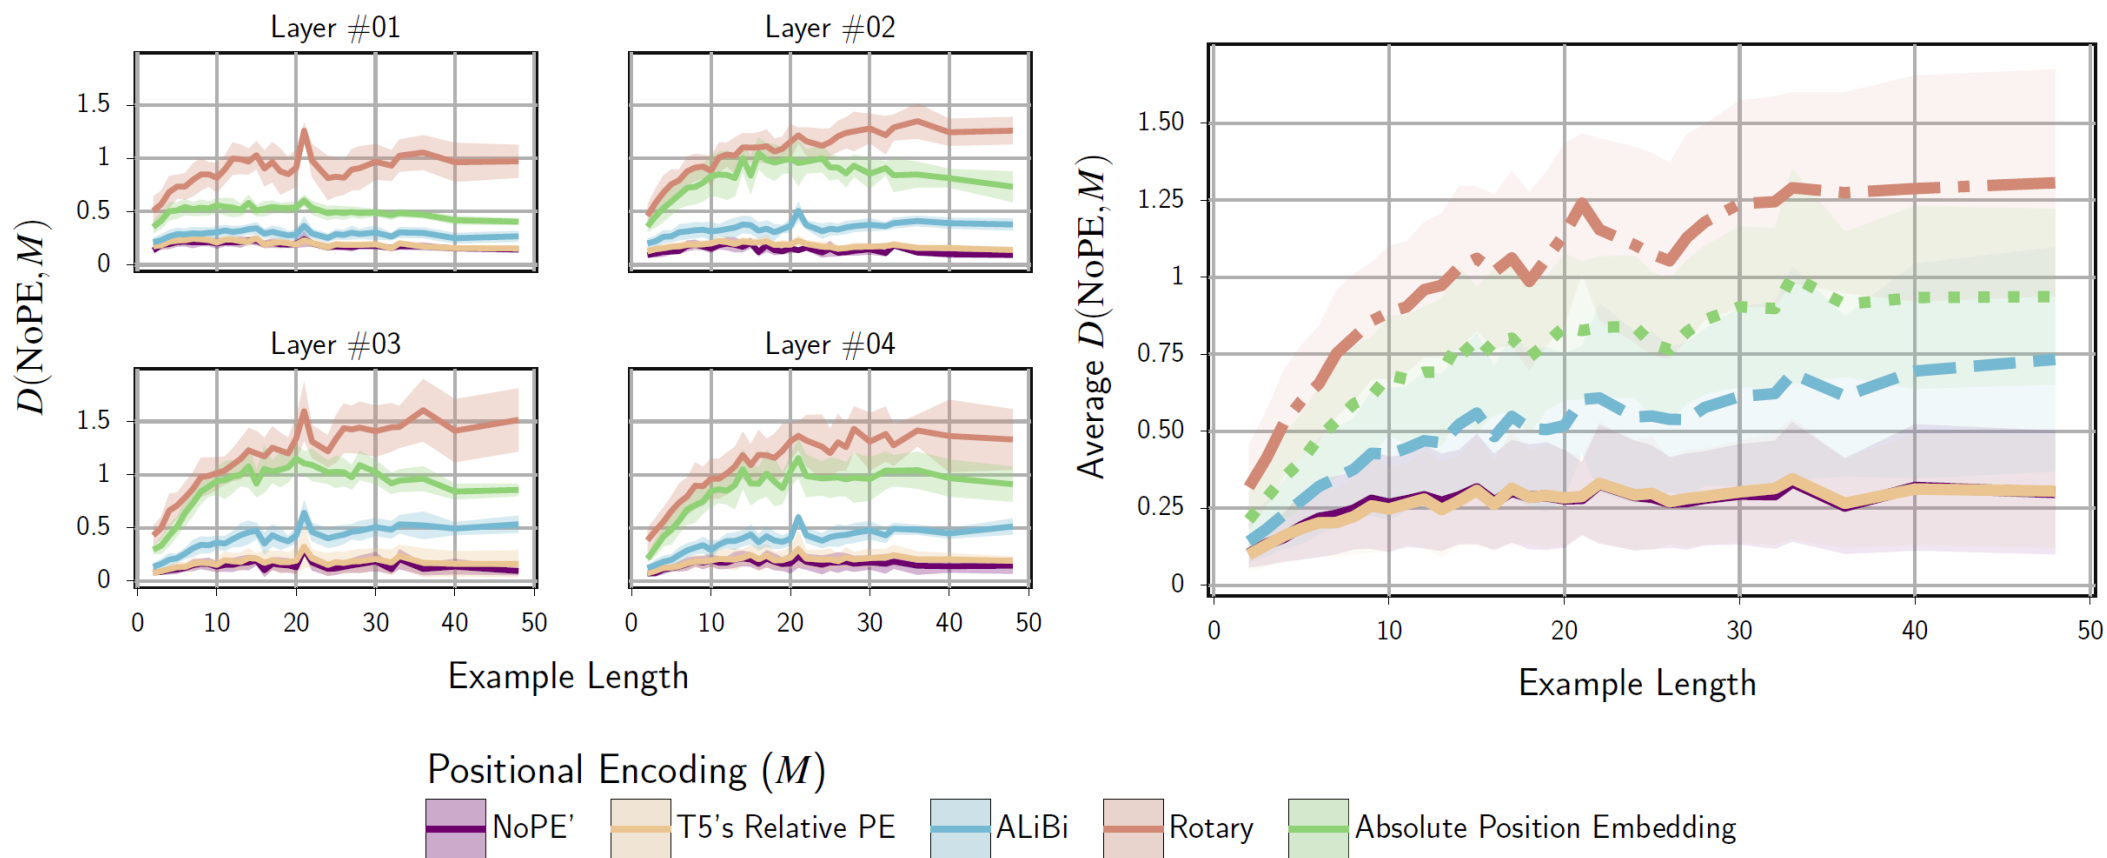 Layer #01
Layer #02
1.5
1
0.5
0
Layer #03
Layer #04
1.5
1
0.5
0
0 10 20 30 40 50
0 10 20 30 40 50
D(NoPE, M)
Example Length
1.50
1.25
1
0.75
0.50
0.25
0
0 10 20 30 40 50
Average D(NoPE, M)
Example Length
Positional Encoding (M)
NoPE' T5's Relative PE ALiBi Rotary Absolute Position Embedding